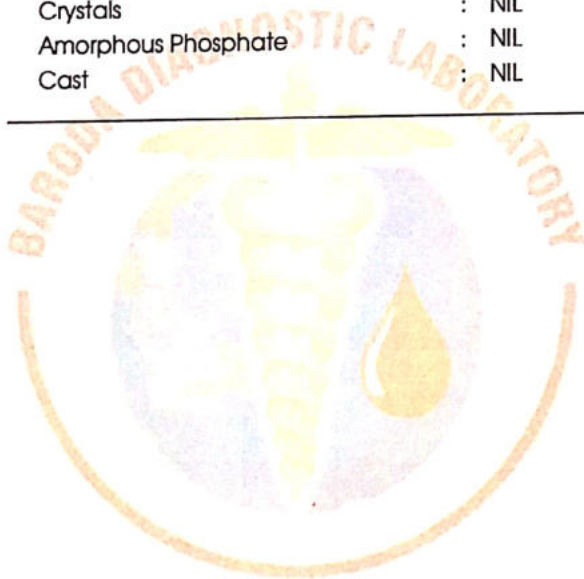 Crystals : NIL
Amorphous Phosphate : NIL
Cast : NIL
BARODA DIAGNOSTIC LABORATORY